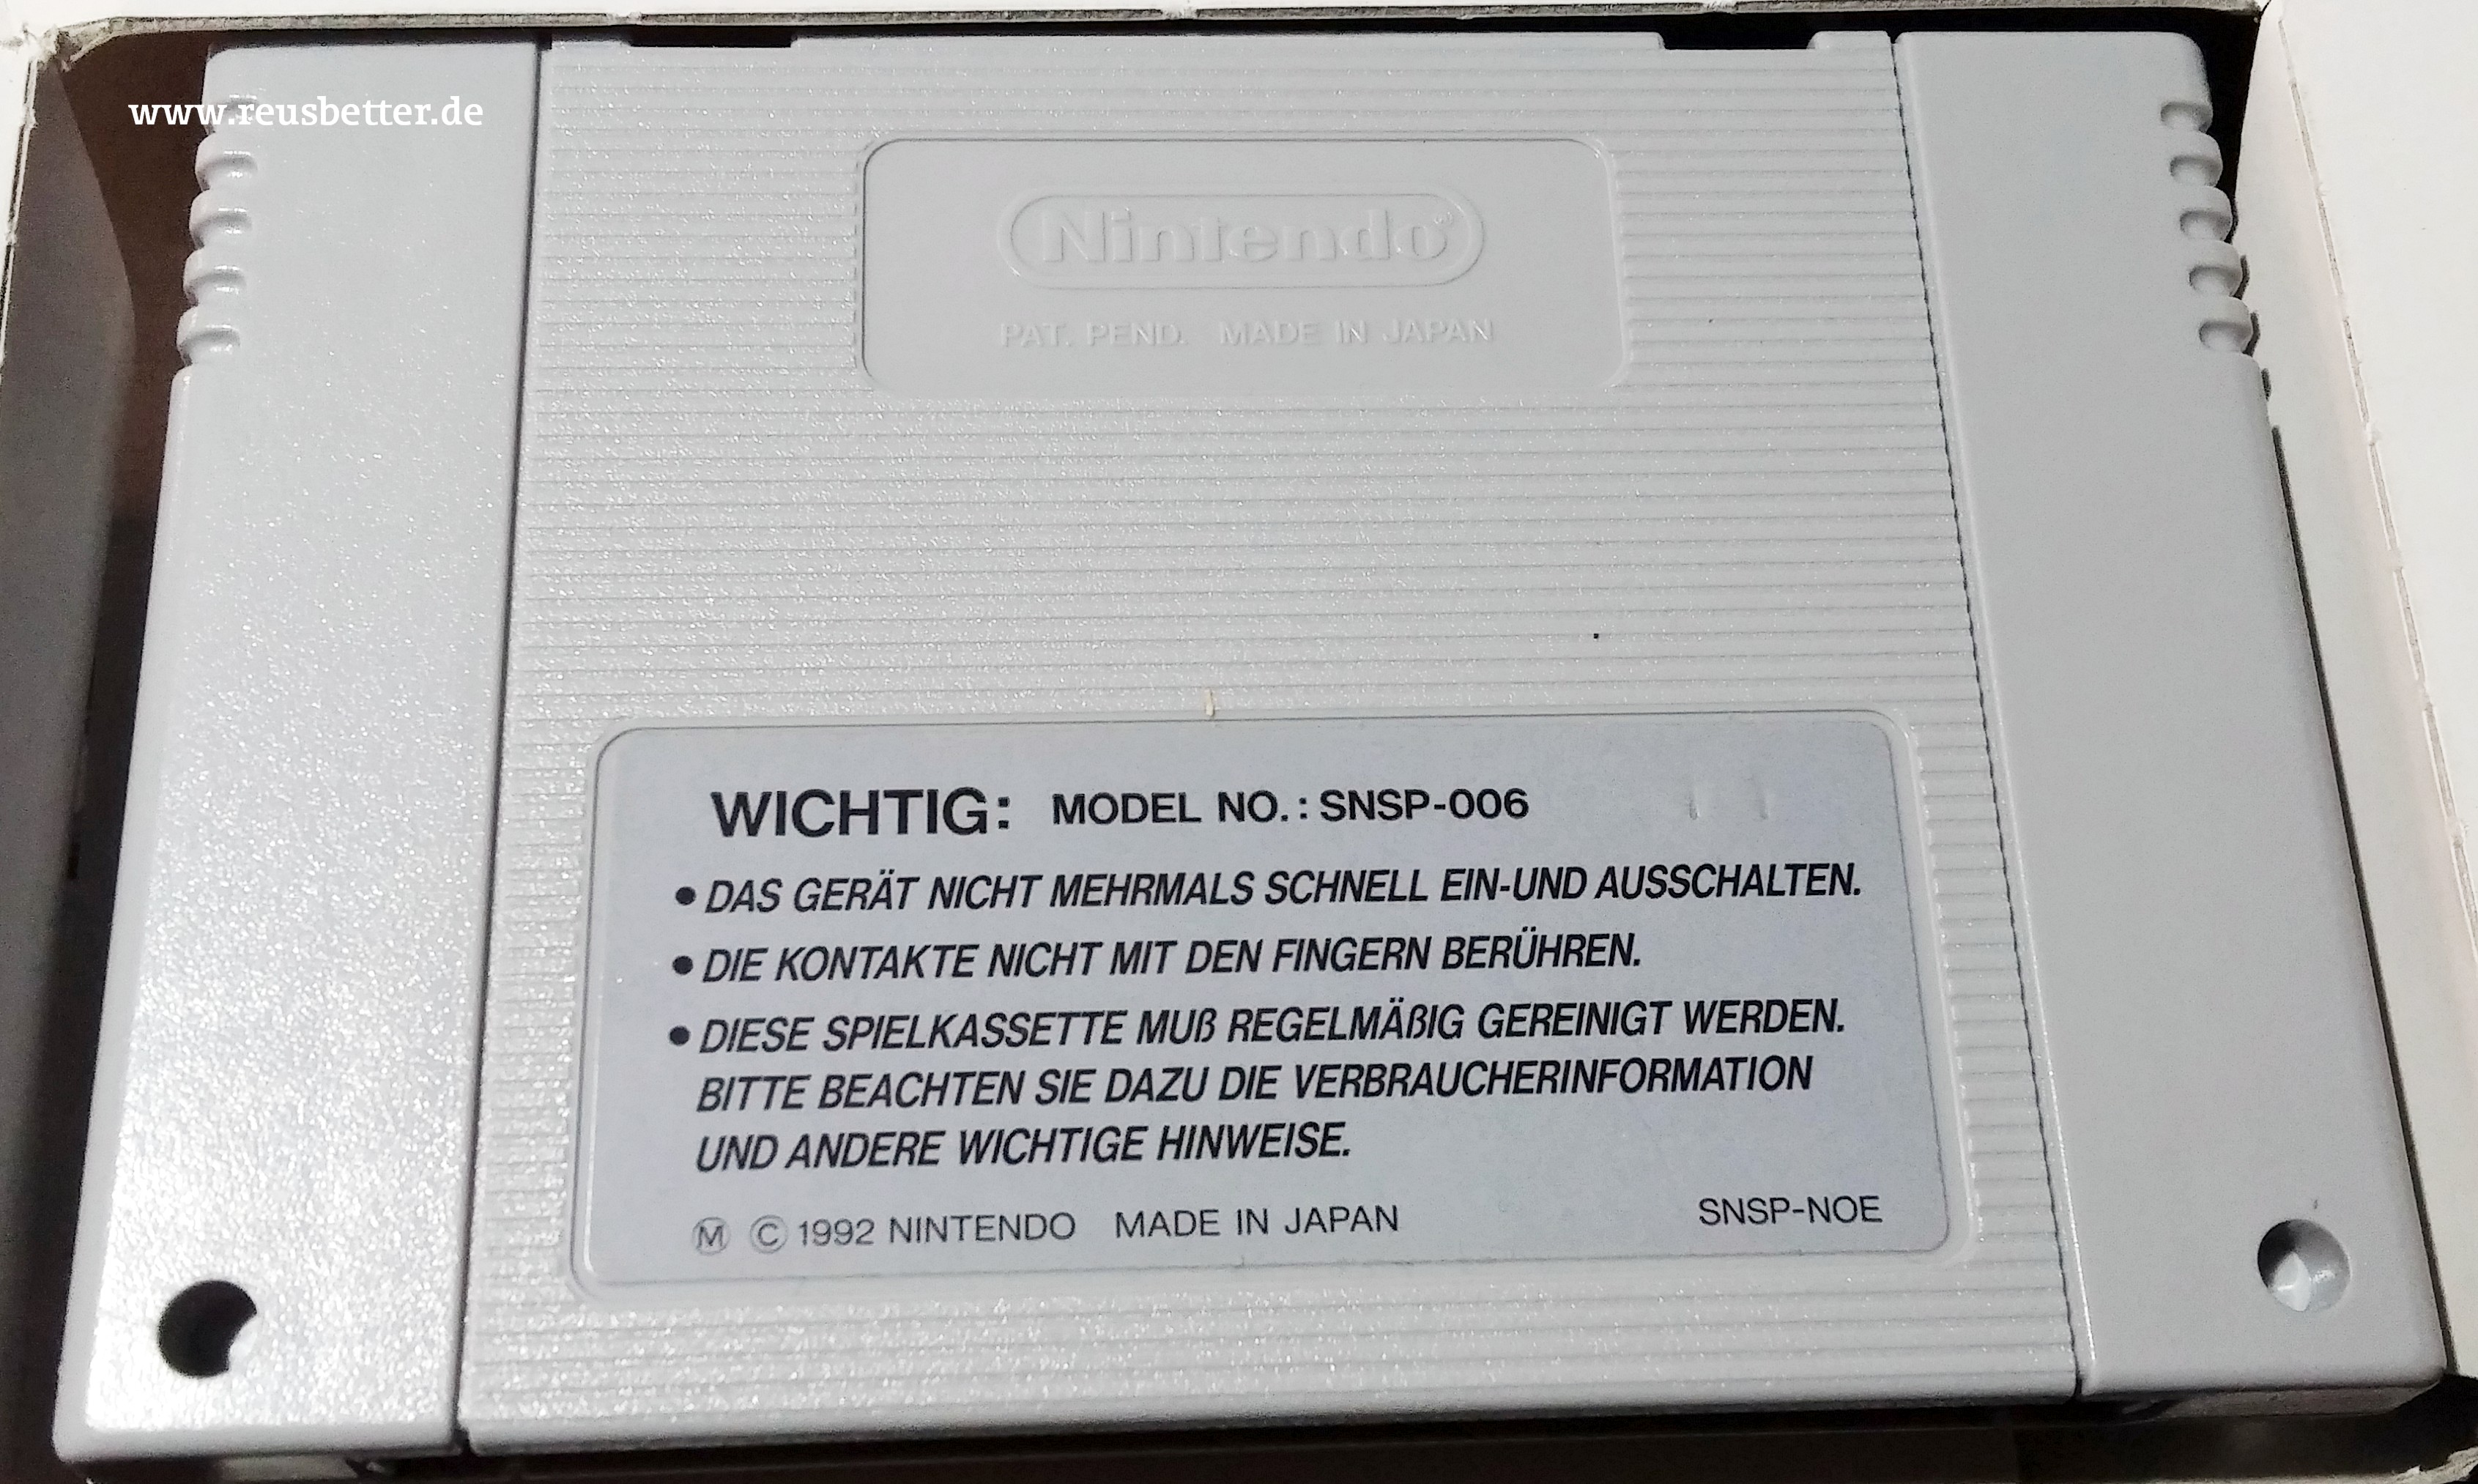 www.reusbetter.de
Nintendo
PAT. PEND. MADE IN JAPAN
WICHTIG: MODEL NO.: SNSP-006
• DAS GERÄT NICHT MEHRMALS SCHNELL EIN-UND AUSSCHALTEN.
• DIE KONTAKTE NICHT MIT DEN FINGERN BERÜHREN.
• DIESE SPIELKASSETTE MUß REGELMÄßIG GEREINIGT WERDEN.
BITTE BEACHTEN SIE DAZU DIE VERBRAUCHERINFORMATION
UND ANDERE WICHTIGE HINWEISE.
Ⓜ © 1992 NINTENDO MADE IN JAPAN SNSP-NOE